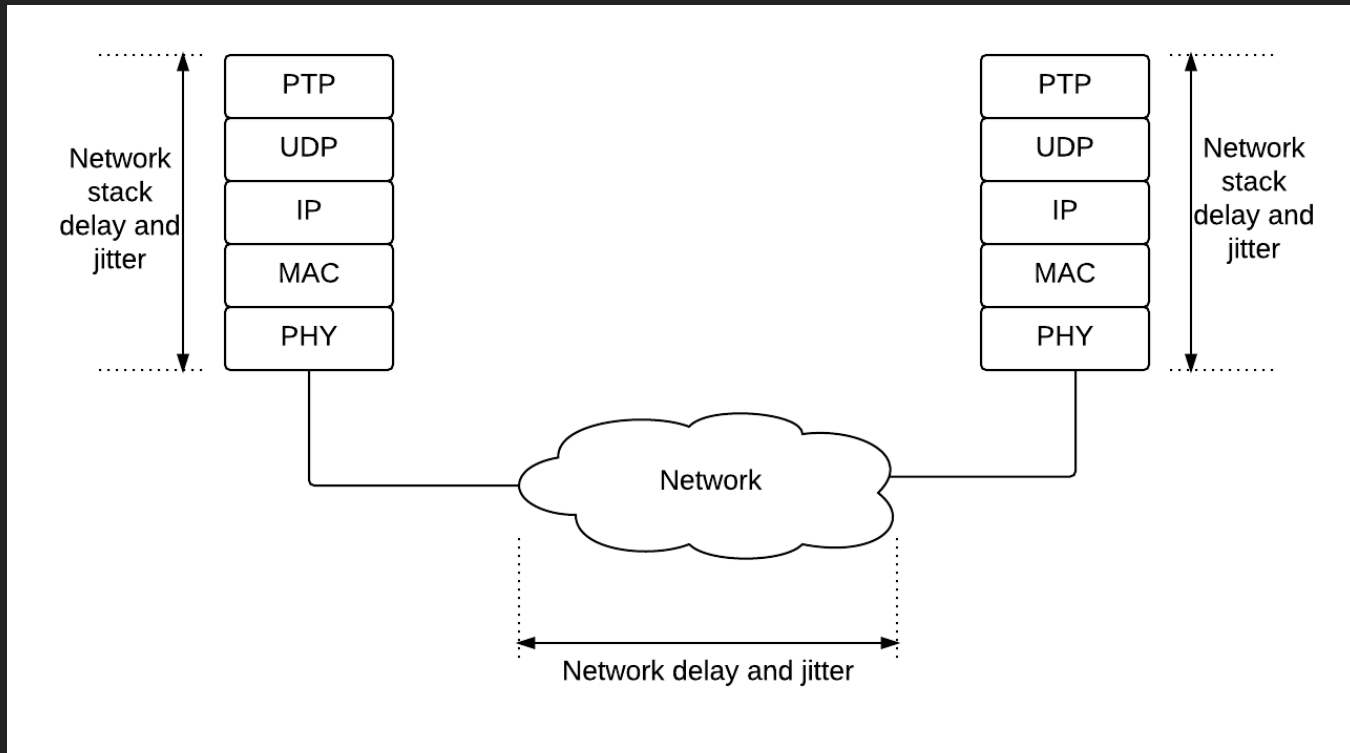 PTP
UDP
IP
MAC
PHY
Network
stack
delay and
jitter
PTP
UDP
IP
MAC
PHY
Network
stack
delay and
jitter
Network
Network delay and jitter